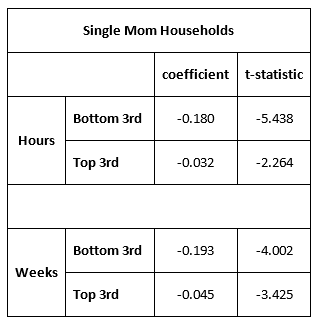 Single Mom Households
coefficient t-statistic
Hours
Bottom 3rd -0.180 -5.438
Top 3rd -0.032 -2.264
Weeks
Bottom 3rd -0.193 -4.002
Top 3rd -0.045 -3.425